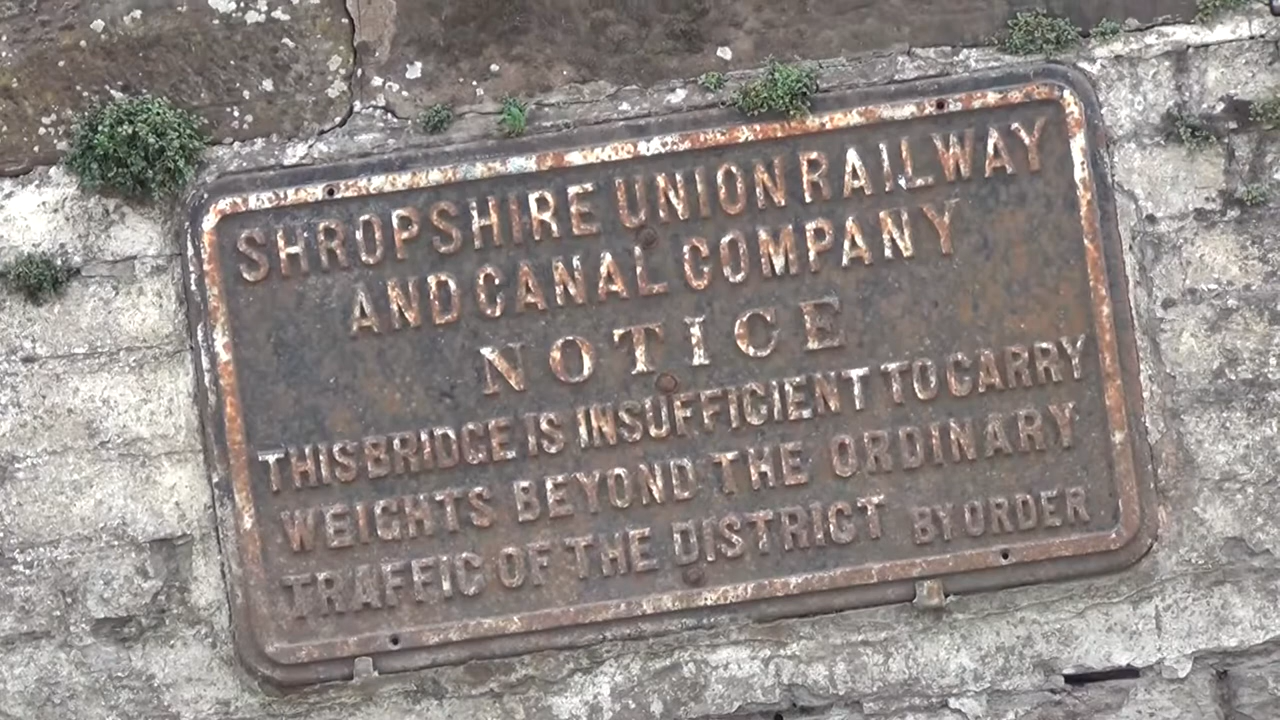 SHROPSHIRE UNION RAILWAY
AND CANAL COMPANY
NOTICE
THIS BRIDGE IS INSUFFICIENT TO CARRY
WEIGHTS BEYOND THE ORDINARY
TRAFFIC OF THE DISTRICT BY ORDER